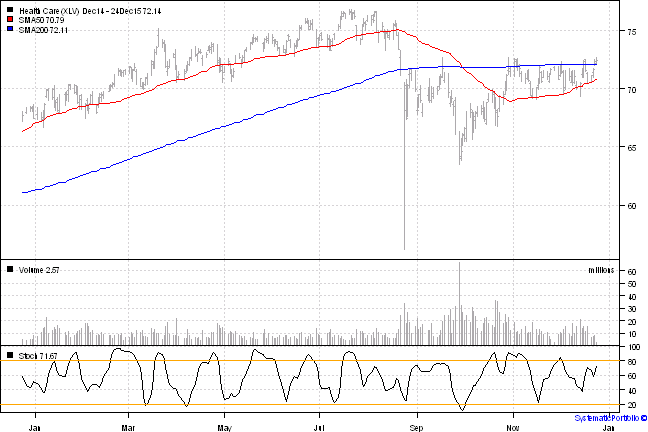 Health Care (XLV) Dec14 - 24Dec15 72.14
SMA50 70.79
SMA200 72.11
75
70
65
60
Volume 2.57
millions
60
50
40
30
20
10
Stoch 71.67
100
80
60
40
20
Jan
Mar
May
Jul
Sep
Nov
Jan
SystematicPortfolio ©